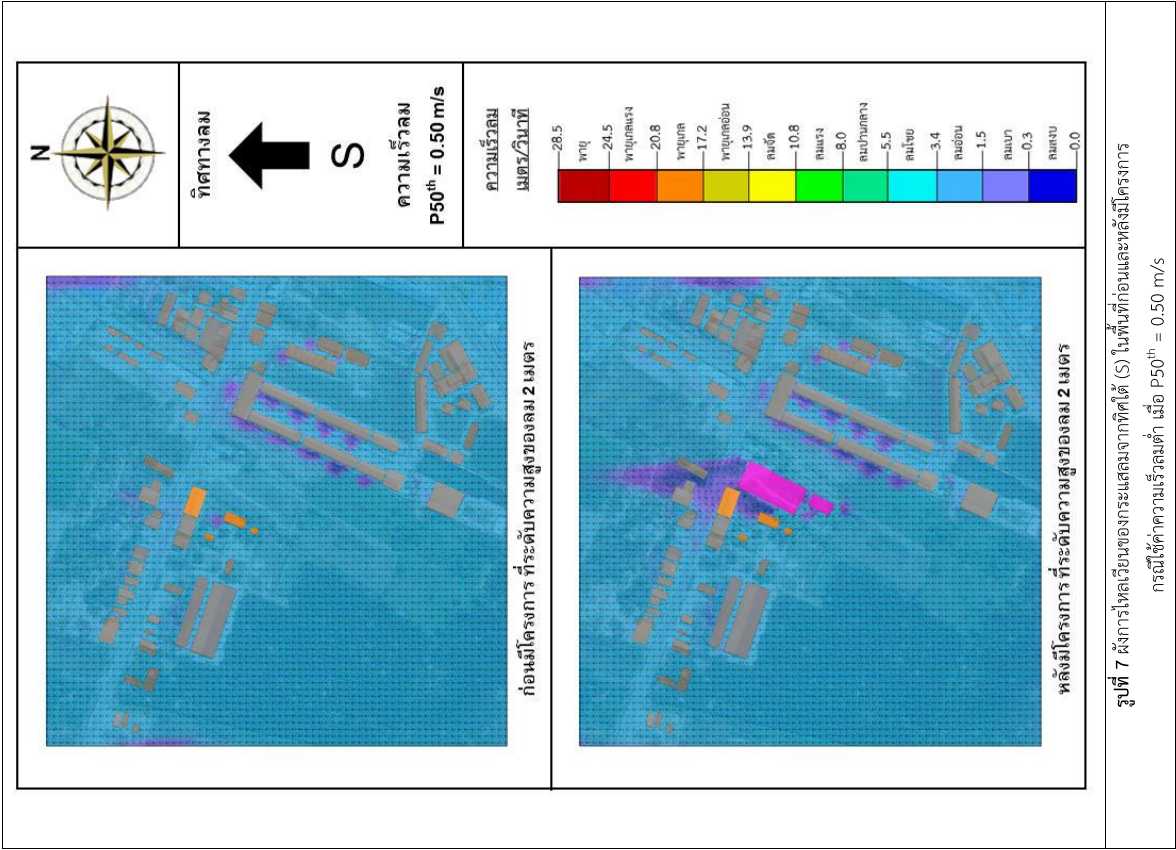 N
ทิศทางลม
S
ความเร็วลม
P50th = 0.50 m/s
ความเร็วลม
เมตร/วินาที
28.5
พายุ
24.5
พายุเกลแรง
20.8
พายุเกล
17.2
พายุเกลอ่อน
13.9
ลมจัด
10.8
ลมแรง
8.0
ลมปานกลาง
5.5
ลมโชย
3.4
ลมอ่อน
1.5
ลมเบา
0.3
ลมสงบ
0.0
ก่อนมีโครงการ ที่ระดับความสูงของลม 2 เมตร
หลังมีโครงการ ที่ระดับความสูงของลม 2 เมตร
รูปที่ 7 ผังการไหลเวียนของกระแสลมจากทิศใต้ (S) ในพื้นที่ก่อนและหลังมีโครงการ
กรณีใช้ค่าความเร็วลมต่ำ เมื่อ P50th = 0.50 m/s